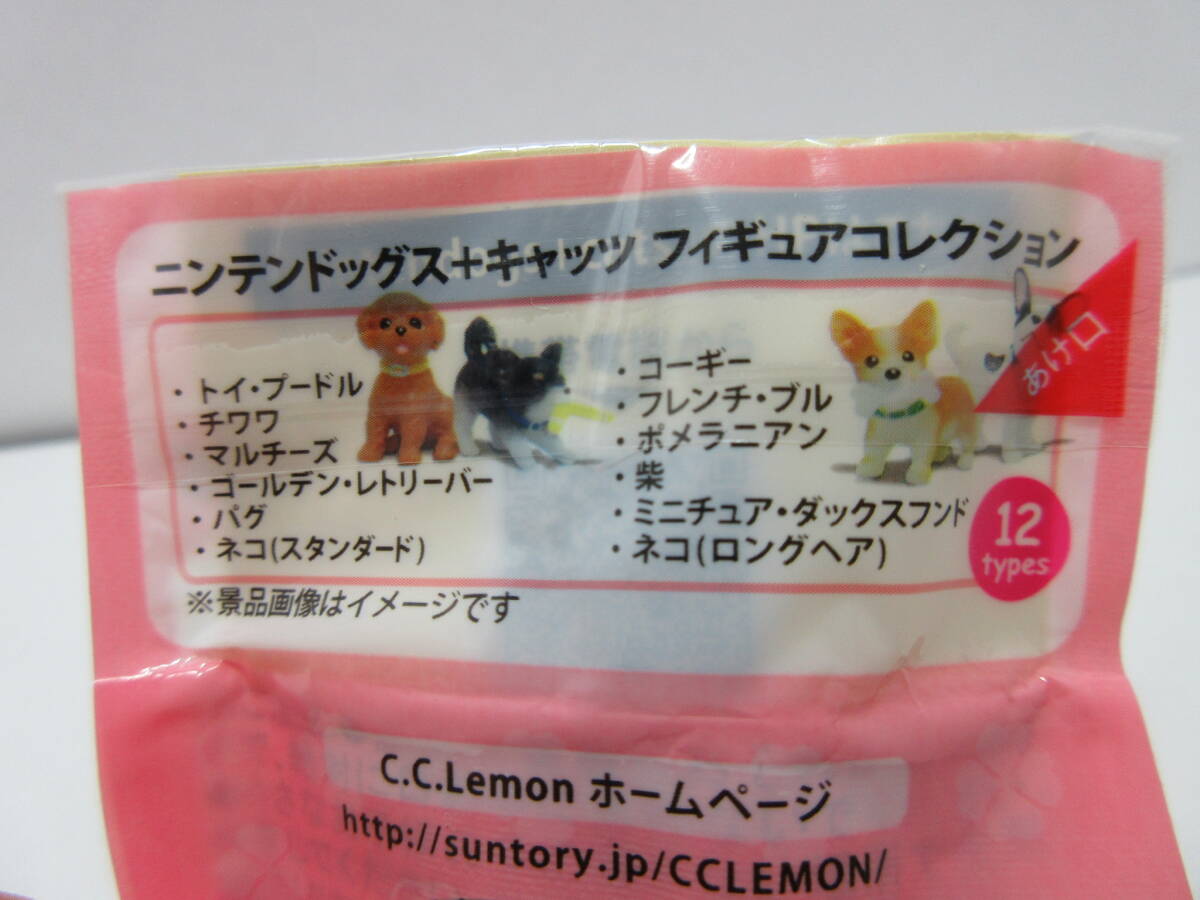 ニンテンドッグス+キャッツ フィギュアコレクション
・トイ・プードル
・チワワ
・マルチーズ
・ゴールデン・レトリーバー
・パグ
・ネコ(スタンダード)
・コーギー
・フレンチ・ブル
・ポメラニアン
・柴
・ミニチュア・ダックスフンド
・ネコ(ロングヘア)
あけ口
12
types
※景品画像はイメージです
C.C.Lemon ホームページ
http://suntory.jp/CCLEMON/